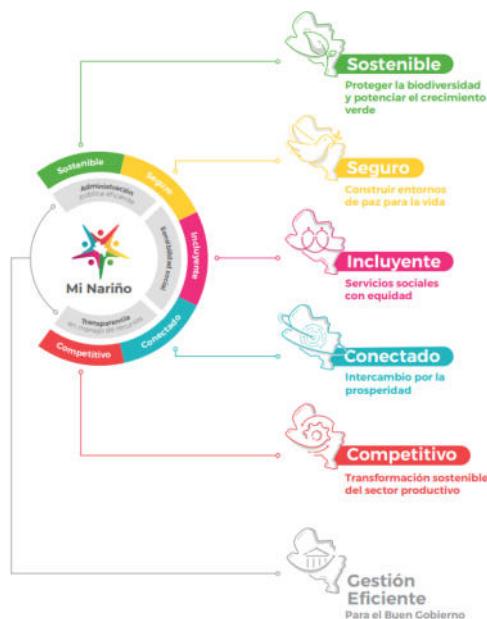 Sostenible
Proteger la biodiversidad
y potenciar el crecimiento
verde
Seguro
Construir entornos
de paz para la vida
Incluyente
Servicios sociales
con equidad
Conectado
Intercambio por la
prosperidad
Competitivo
Transformación sostenible
del sector productivo
Gestión
Eficiente
Para el Buen Gobierno
Sostenible
Seguro
Incluyente
Conectado
Competitivo
Administración
pública eficiente
Sensibilidad social
Transparencia
en manejo de recursos
Mi Nariño